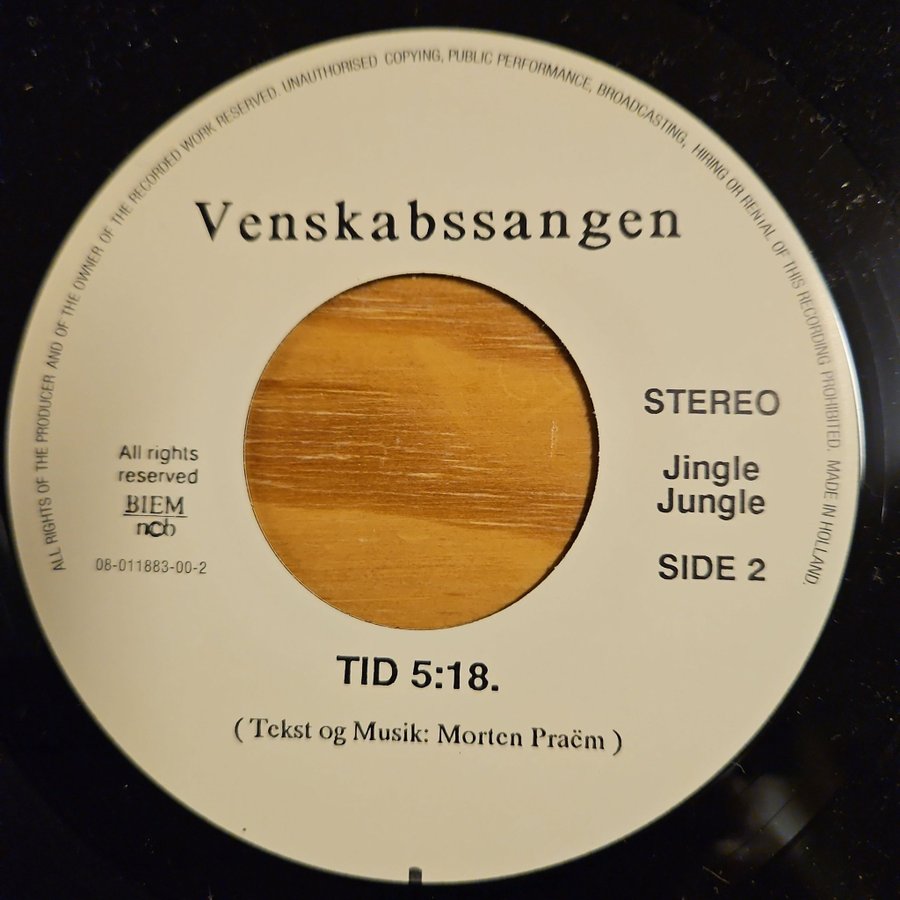 ALL RIGHTS OF THE PRODUCER AND OF THE OWNER OF THE RECORDED WORK RESERVED. UNAUTHORISED COPYING, PUBLIC PERFORMANCE, BROADCASTING, HIRING OR RENTAL OF THIS RECORDING PROHIBITED. MADE IN HOLLAND.
Venskabssangen
STEREO
Jingle
Jungle
SIDE 2
All rights
reserved
BIEM
ncb
08-011883-00-2
TID 5:18.
( Tekst og Musik: Morten Praëm )